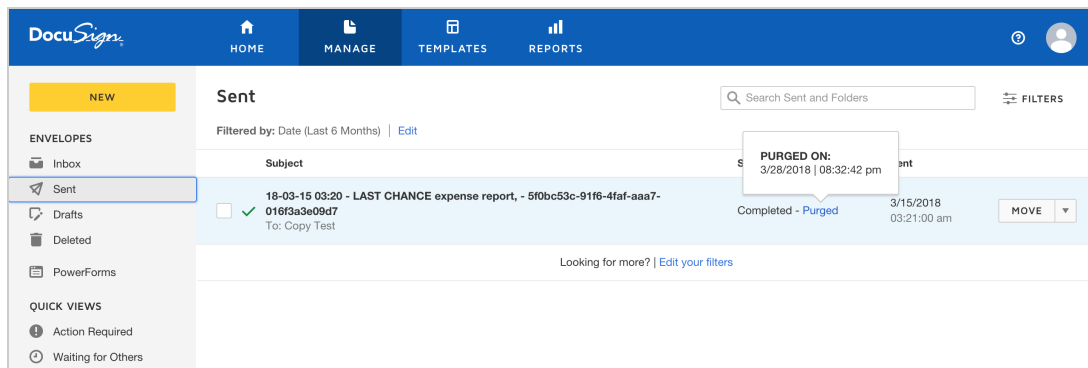 DocuSign
HOME
MANAGE
TEMPLATES
REPORTS
NEW
ENVELOPES
Inbox
Sent
Drafts
Deleted
PowerForms
QUICK VIEWS
Action Required
Waiting for Others
Sent
Search Sent and Folders
FILTERS
Filtered by: Date (Last 6 Months) | Edit
PURGED ON:
3/28/2018 | 08:32:42 pm
Subject
S
ent
18-03-15 03:20 - LAST CHANCE expense report, - 5f0bc53c-91f6-4faf-aaa7-
016f3a3e09d7
To: Copy Test
Completed - Purged
3/15/2018
03:21:00 am
MOVE
Looking for more? | Edit your filters